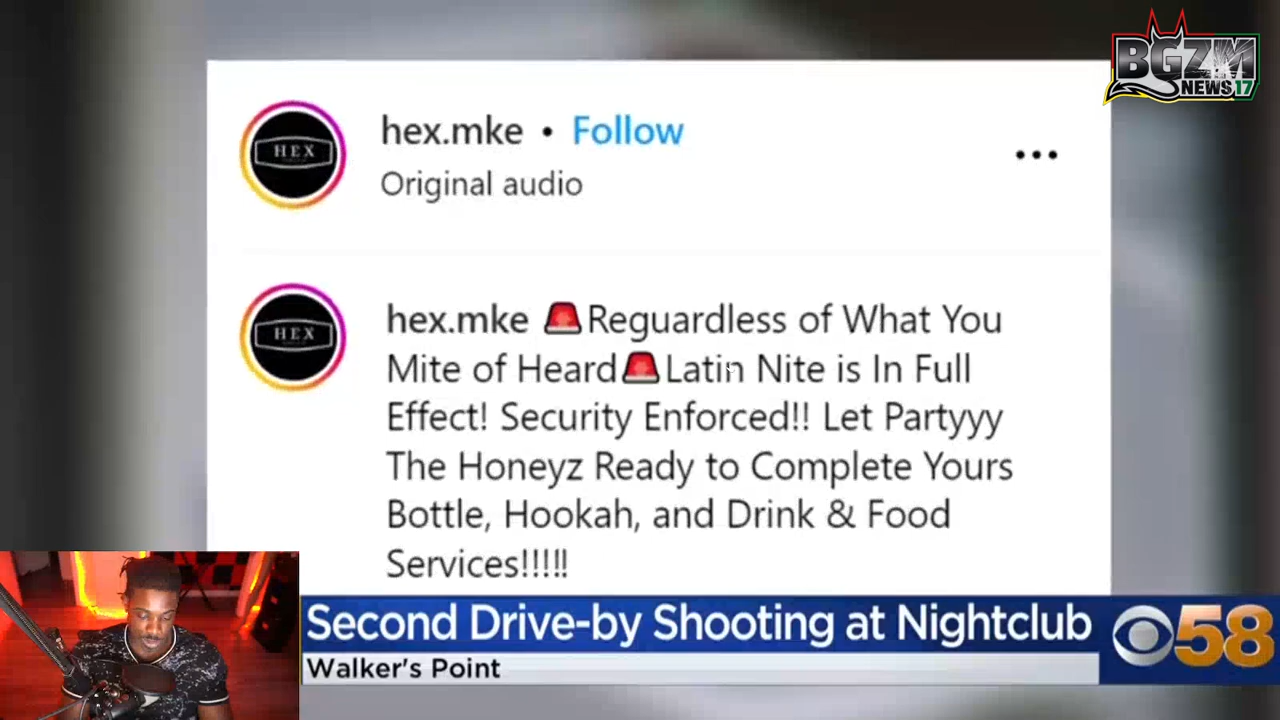 BGZM
NEWS 17
hex.mke • Follow
Original audio
HEX
hex.mke 🚨Reguardless of What You
Mite of Heard🚨Latin Nite is In Full
Effect! Security Enforced!! Let Partyyy
The Honeyz Ready to Complete Yours
Bottle, Hookah, and Drink & Food
Services!!!!!
HEX
Second Drive-by Shooting at Nightclub
58
Walker's Point